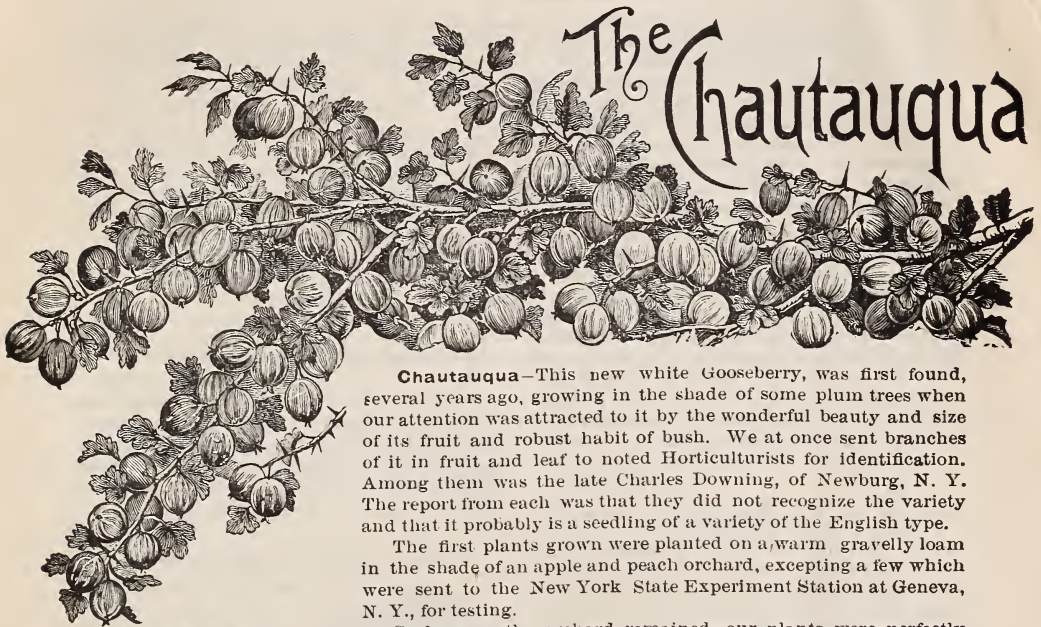 The Chautauqua
Chautauqua—This new white Gooseberry, was first found,
several years ago, growing in the shade of some plum trees when
our attention was attracted to it by the wonderful beauty and size
of its fruit and robust habit of bush. We at once sent branches
of it in fruit and leaf to noted Horticulturists for identification.
Among them was the late Charles Downing, of Newburg, N. Y.
The report from each was that they did not recognize the variety
and that it probably is a seedling of a variety of the English type.
The first plants grown were planted on a warm gravelly loam
in the shade of an apple and peach orchard, excepting a few which
were sent to the New York State Experiment Station at Geneva,
N. Y., for testing.
orchard remained, our plants were perfectly